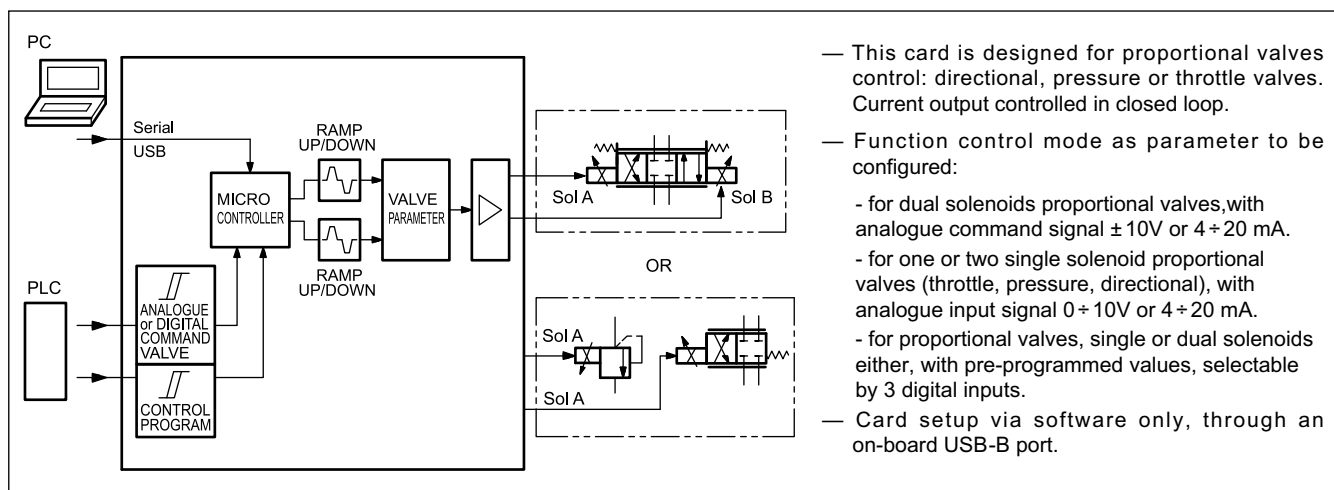 PC
Serial
USB
RAMP
UP/DOWN
MICRO
CONTROLLER
VALVE
PARAMETER
RAMP
UP/DOWN
PLC
ANALOGUE
or DIGITAL
COMMAND
VALVE
CONTROL
PROGRAM
Sol A
Sol B
OR
Sol A
Sol A
— This card is designed for proportional valves
control: directional, pressure or throttle valves.
Current output controlled in closed loop.
— Function control mode as parameter to be
configured:
- for dual solenoids proportional valves,with
analogue command signal ±10V or 4÷20 mA.
- for one or two single solenoid proportional
valves (throttle, pressure, directional), with
analogue input signal 0÷10V or 4÷20 mA.
- for proportional valves, single or dual solenoids
either, with pre-programmed values, selectable
by 3 digital inputs.
— Card setup via software only, through an
on-board USB-B port.